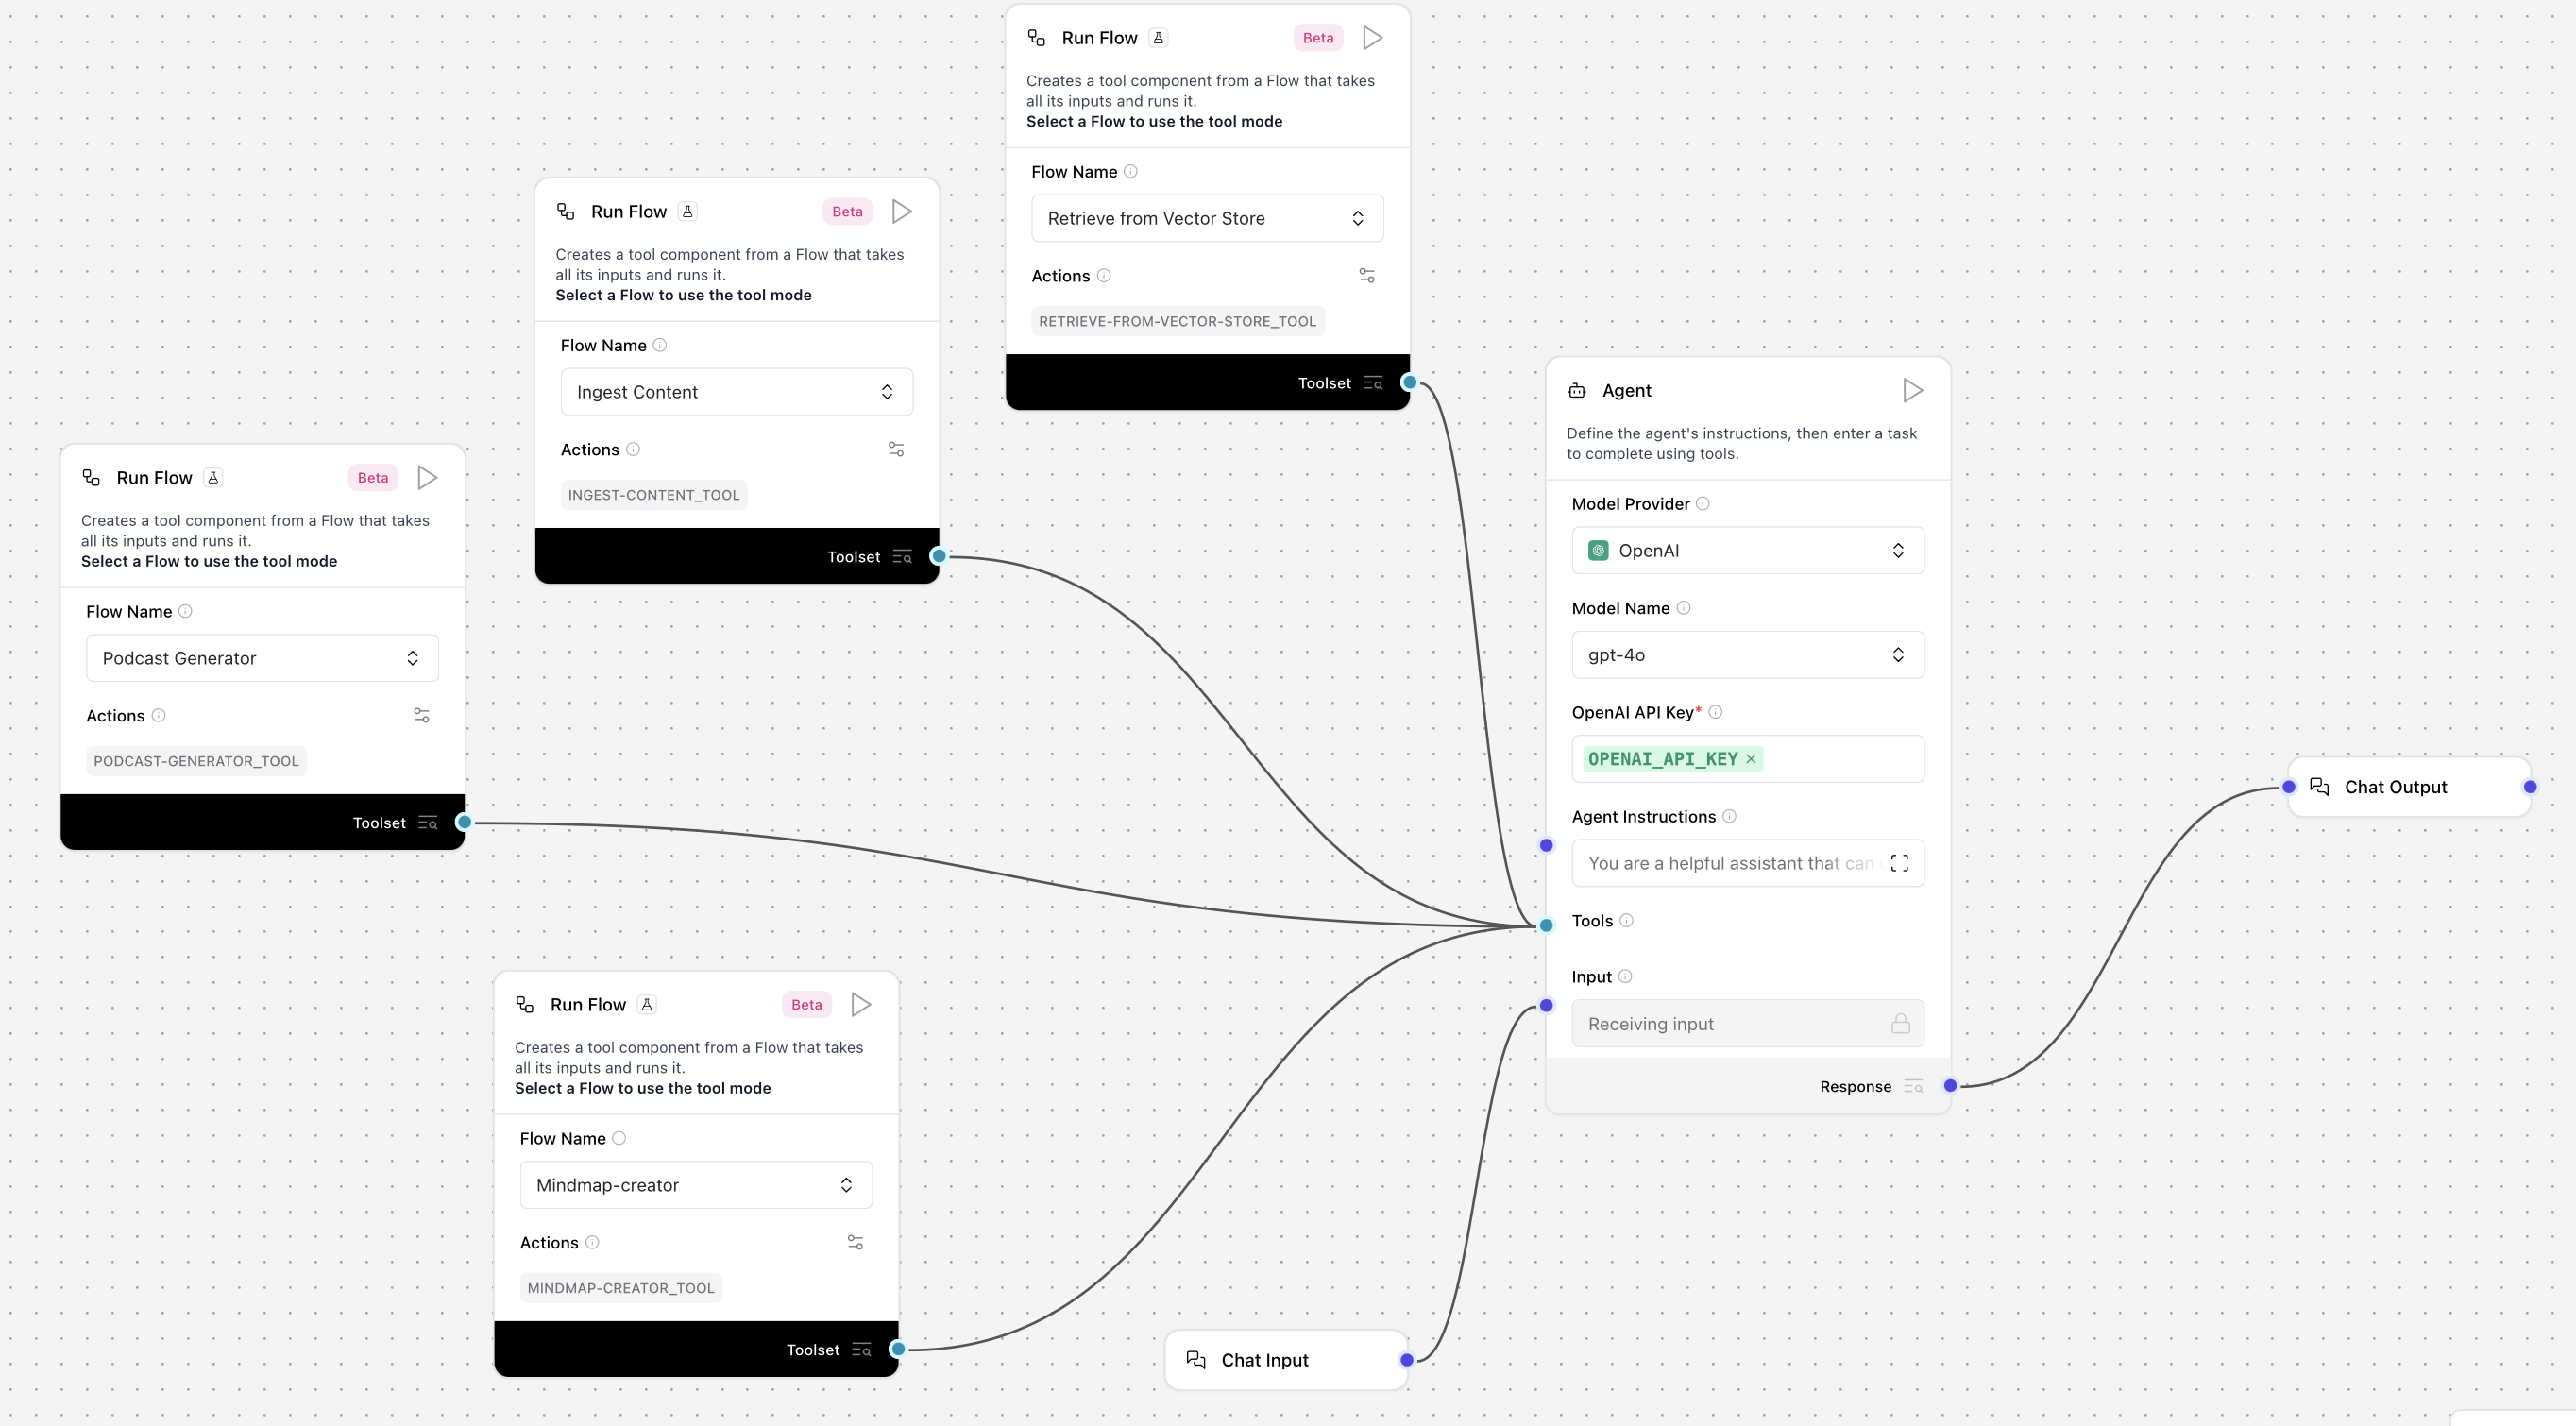 Run Flow
Beta
Creates a tool component from a Flow that takes
all its inputs and runs it.
Select a Flow to use the tool mode
Flow Name
Retrieve from Vector Store
Actions
RETRIEVE-FROM-VECTOR-STORE_TOOL
Toolset
Run Flow
Beta
Creates a tool component from a Flow that takes
all its inputs and runs it.
Select a Flow to use the tool mode
Flow Name
Ingest Content
Actions
INGEST-CONTENT_TOOL
Toolset
Run Flow
Beta
Creates a tool component from a Flow that takes
all its inputs and runs it.
Select a Flow to use the tool mode
Flow Name
Podcast Generator
Actions
PODCAST-GENERATOR_TOOL
Toolset
Run Flow
Beta
Creates a tool component from a Flow that takes
all its inputs and runs it.
Select a Flow to use the tool mode
Flow Name
Mindmap-creator
Actions
MINDMAP-CREATOR_TOOL
Toolset
Chat Input
Agent
Define the agent's instructions, then enter a task
to complete using tools.
Model Provider
OpenAI
Model Name
gpt-4o
OpenAI API Key*
OPENAI_API_KEY ×
Agent Instructions
You are a helpful assistant that can
Tools
Input
Receiving input
Response
Chat Output